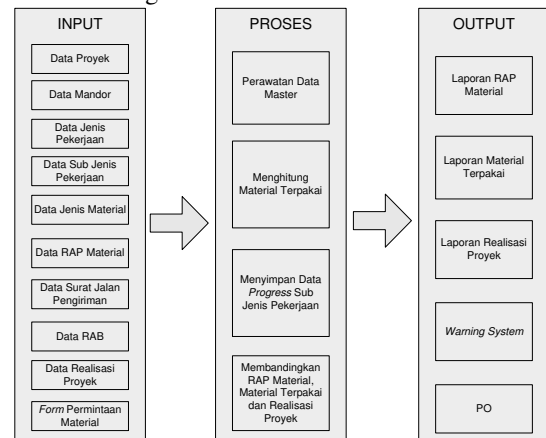 INPUT
Data Proyek
Data Mandor
Data Jenis
Pekerjaan
Data Sub Jenis
Pekerjaan
Data Jenis Material
Data RAP Material
Data Surat Jalan
Pengiriman
Data RAB
Data Realisasi
Proyek
Form Permintaan
Material
PROSES
Perawatan Data
Master
Menghitung
Material Terpakai
Menyimpan Data
Progress Sub
Jenis Pekerjaan
Membandingkan
RAP Material,
Material Terpakai
dan Realisasi
Proyek
OUTPUT
Laporan RAP
Material
Laporan Material
Terpakai
Laporan Realisasi
Proyek
Warning System
PO